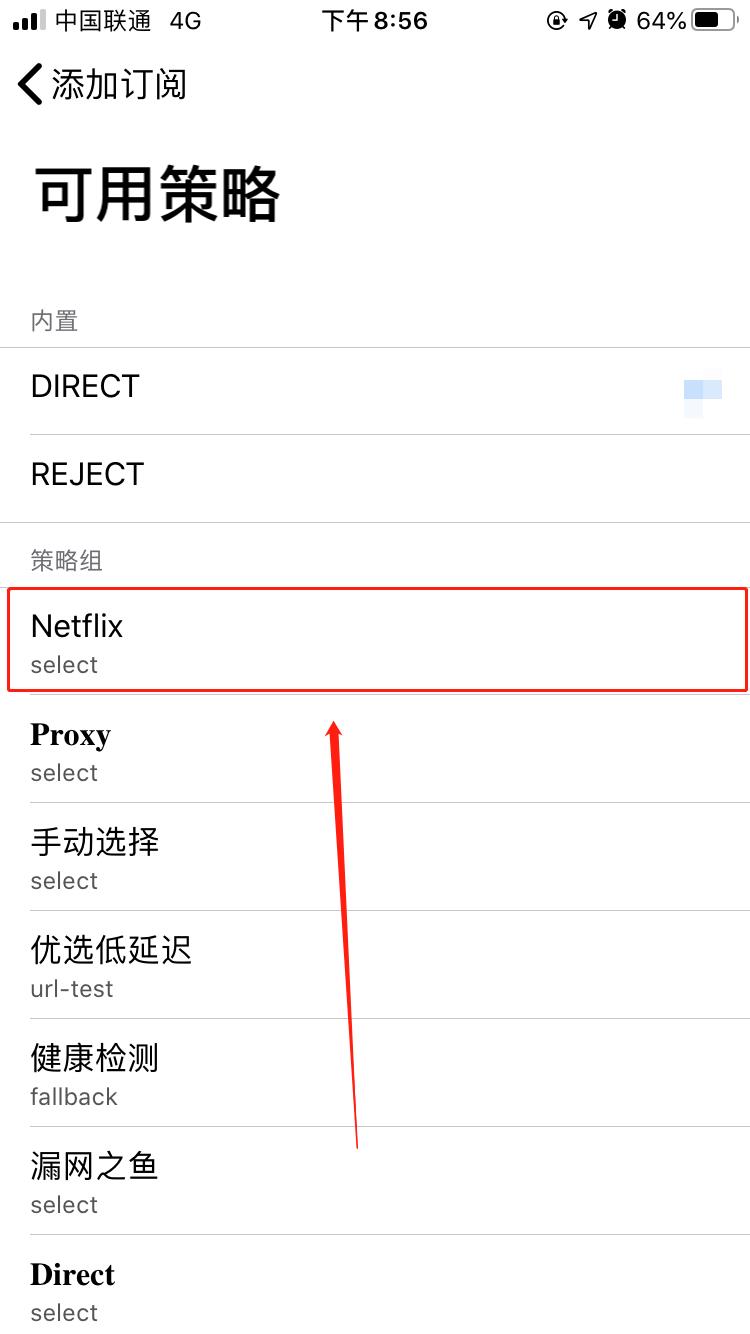 中国联通 4G 下午8:56 64%
添加订阅
可用策略
内置
DIRECT
REJECT
策略组
Netflix
select
Proxy
select
手动选择
select
优选低延迟
url-test
健康检测
fallback
漏网之鱼
select
Direct
select